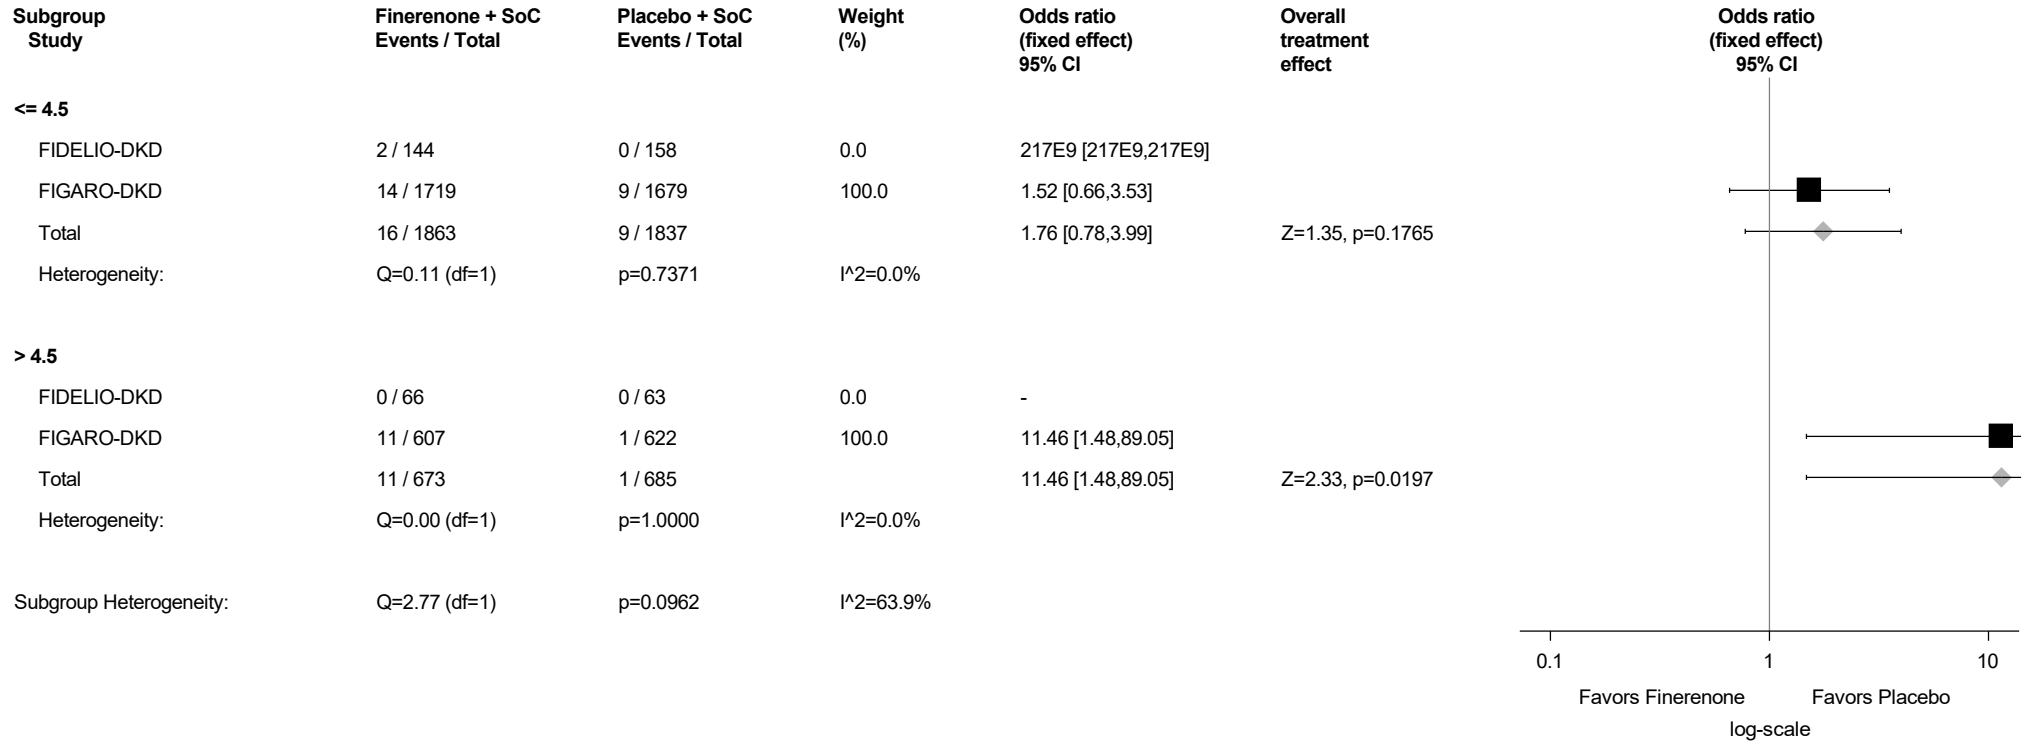 Subgroup Finerenone + SoC Placebo + SoC Weight Odds ratio Overall Odds ratio
Study Events / Total Events / Total (%) (fixed effect) treatment (fixed effect)
95% CI effect 95% CI
<= 4.5
FIDELIO-DKD 2 / 144 0 / 158 0.0 217E9 [217E9,217E9]
FIGARO-DKD 14 / 1719 9 / 1679 100.0 1.52 [0.66,3.53]
Total 16 / 1863 9 / 1837 1.76 [0.78,3.99] Z=1.35, p=0.1765
Heterogeneity: Q=0.11 (df=1) p=0.7371 I^2=0.0%
> 4.5
FIDELIO-DKD 0 / 66 0 / 63 0.0 -
FIGARO-DKD 11 / 607 1 / 622 100.0 11.46 [1.48,89.05]
Total 11 / 673 1 / 685 11.46 [1.48,89.05] Z=2.33, p=0.0197
Heterogeneity: Q=0.00 (df=1) p=1.0000 I^2=0.0%
Subgroup Heterogeneity: Q=2.77 (df=1) p=0.0962 I^2=63.9%
0.1 1 10
Favors Finerenone Favors Placebo
log-scale